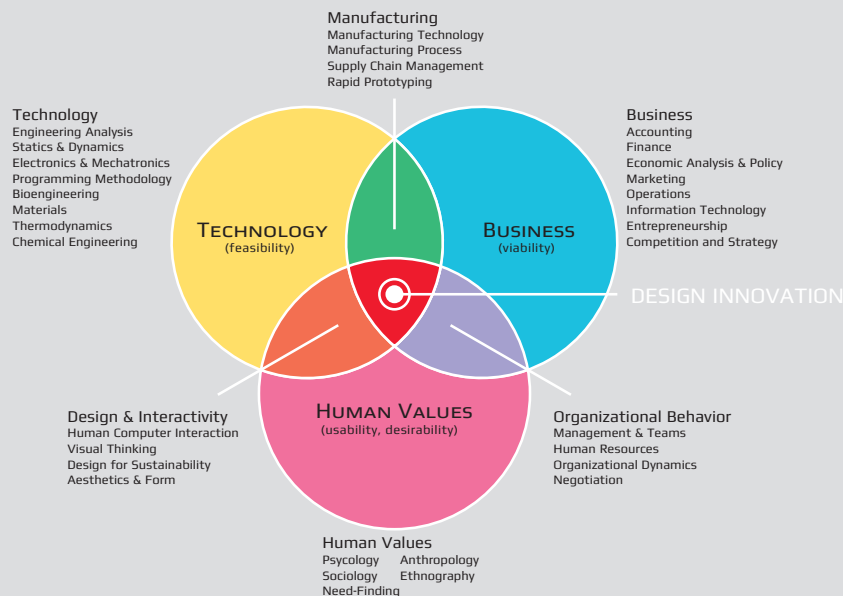 Manufacturing
Manufacturing Technology
Manufacturing Process
Supply Chain Management
Rapid Prototyping
Technology
Engineering Analysis
Statics & Dynamics
Electronics & Mechatronics
Programming Methodology
Bioengineering
Materials
Thermodynamics
Chemical Engineering
Business
Accounting
Finance
Economic Analysis & Policy
Marketing
Operations
Information Technology
Entrepreneurship
Competition and Strategy
TECHNOLOGY
(feasibility)
BUSINESS
(viability)
DESIGN INNOVATION
HUMAN VALUES
(usability, desirability)
Design & Interactivity
Human Computer Interaction
Visual Thinking
Design for Sustainability
Aesthetics & Form
Organizational Behavior
Management & Teams
Human Resources
Organizational Dynamics
Negotiation
Human Values
Psycology Anthropology
Sociology Ethnography
Need-Finding